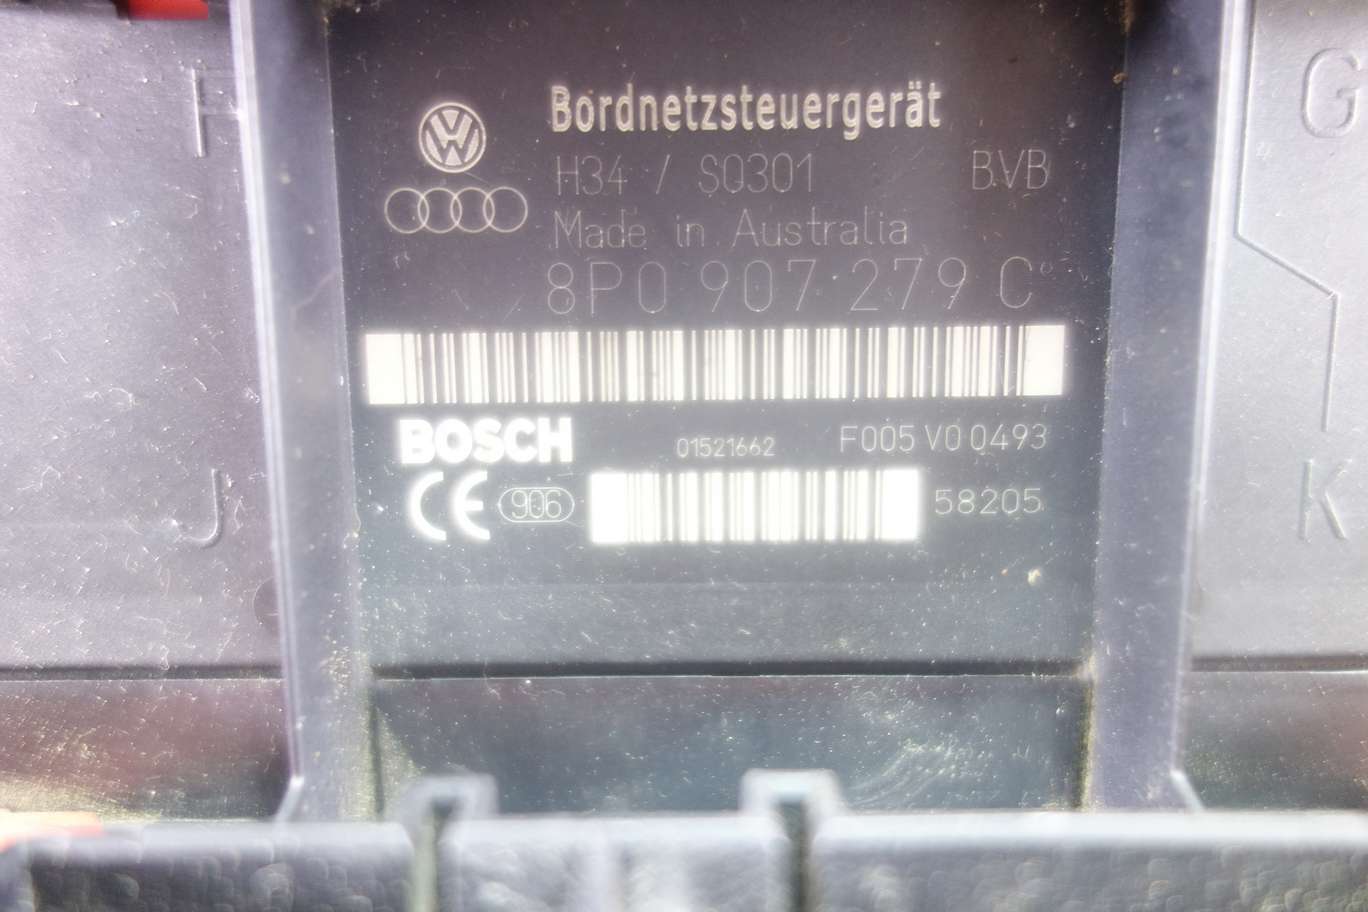 H
G
Bordnetzsteuergerät
H34 / S0301 BVB
Made in Australia
8P0 907 279 C
BOSCH 01521662 F005 V0 0493
CE 906 58205
J
K